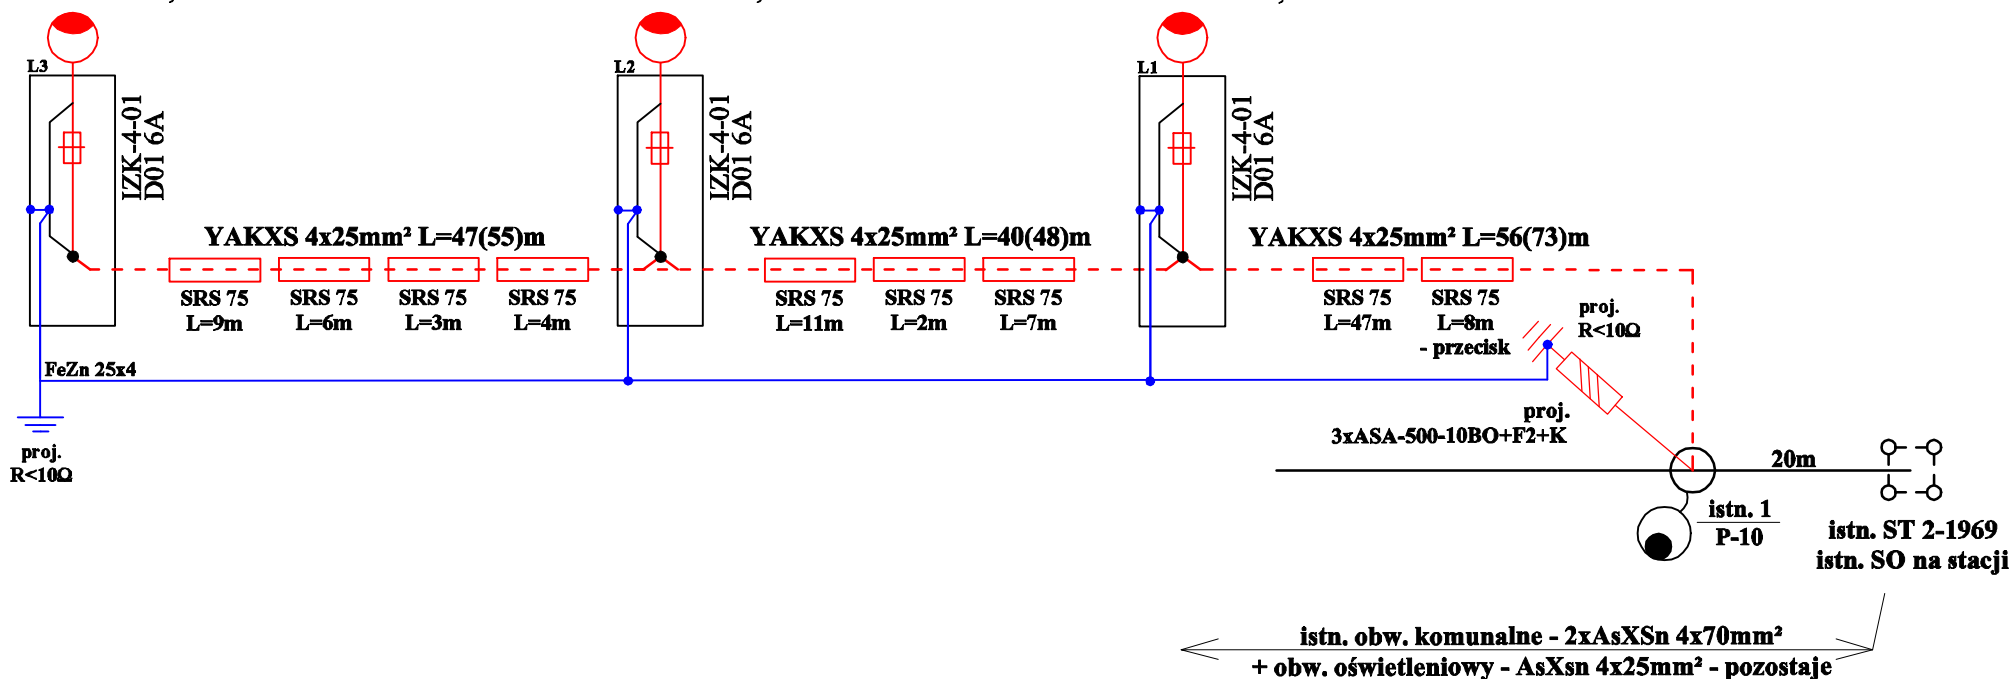 L3
IZK-4-01
D01 6A
L2
IZK-4-01
D01 6A
L1
IZK-4-01
D01 6A
YAKXS 4x25mm² L=47(55)m
YAKXS 4x25mm² L=40(48)m
YAKXS 4x25mm² L=56(73)m
SRS 75
L=9m
SRS 75
L=6m
SRS 75
L=3m
SRS 75
L=4m
SRS 75
L=11m
SRS 75
L=2m
SRS 75
L=7m
SRS 75
L=47m
SRS 75
L=8m
- przecisk
proj.
R<10Ω
FeZn 25x4
proj.
R<10Ω
proj.
3xASA-500-10BO+F2+K
20m
istn. 1
P-10
istn. ST 2-1969
istn. SO na stacji
istn. obw. komunalne - 2xAsXSn 4x70mm²
+ obw. oświetleniowy - AsXsn 4x25mm² - pozostaje